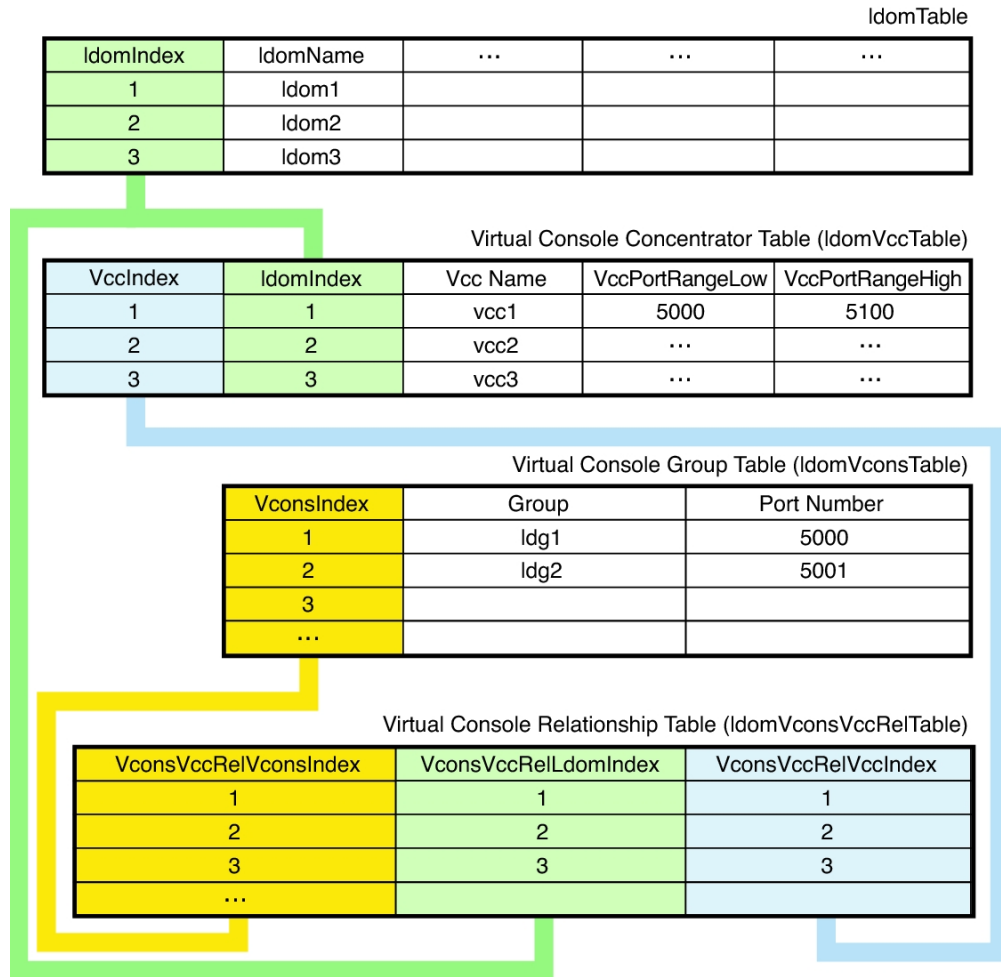 ldomTable
ldomIndex ldomName ... ... ...
1 ldom1
2 ldom2
3 ldom3
Virtual Console Concentrator Table (ldomVccTable)
VccIndex ldomIndex Vcc Name VccPortRangeLow VccPortRangeHigh
1 1 vcc1 5000 5100
2 2 vcc2 ... ...
3 3 vcc3 ... ...
Virtual Console Group Table (ldomVconsTable)
VconsIndex Group Port Number
1 ldg1 5000
2 ldg2 5001
3
...
Virtual Console Relationship Table (ldomVconsVccRelTable)
VconsVccRelVconsIndex VconsVccRelLdomIndex VconsVccRelVccIndex
1 1 1
2 2 2
3 3 3
...